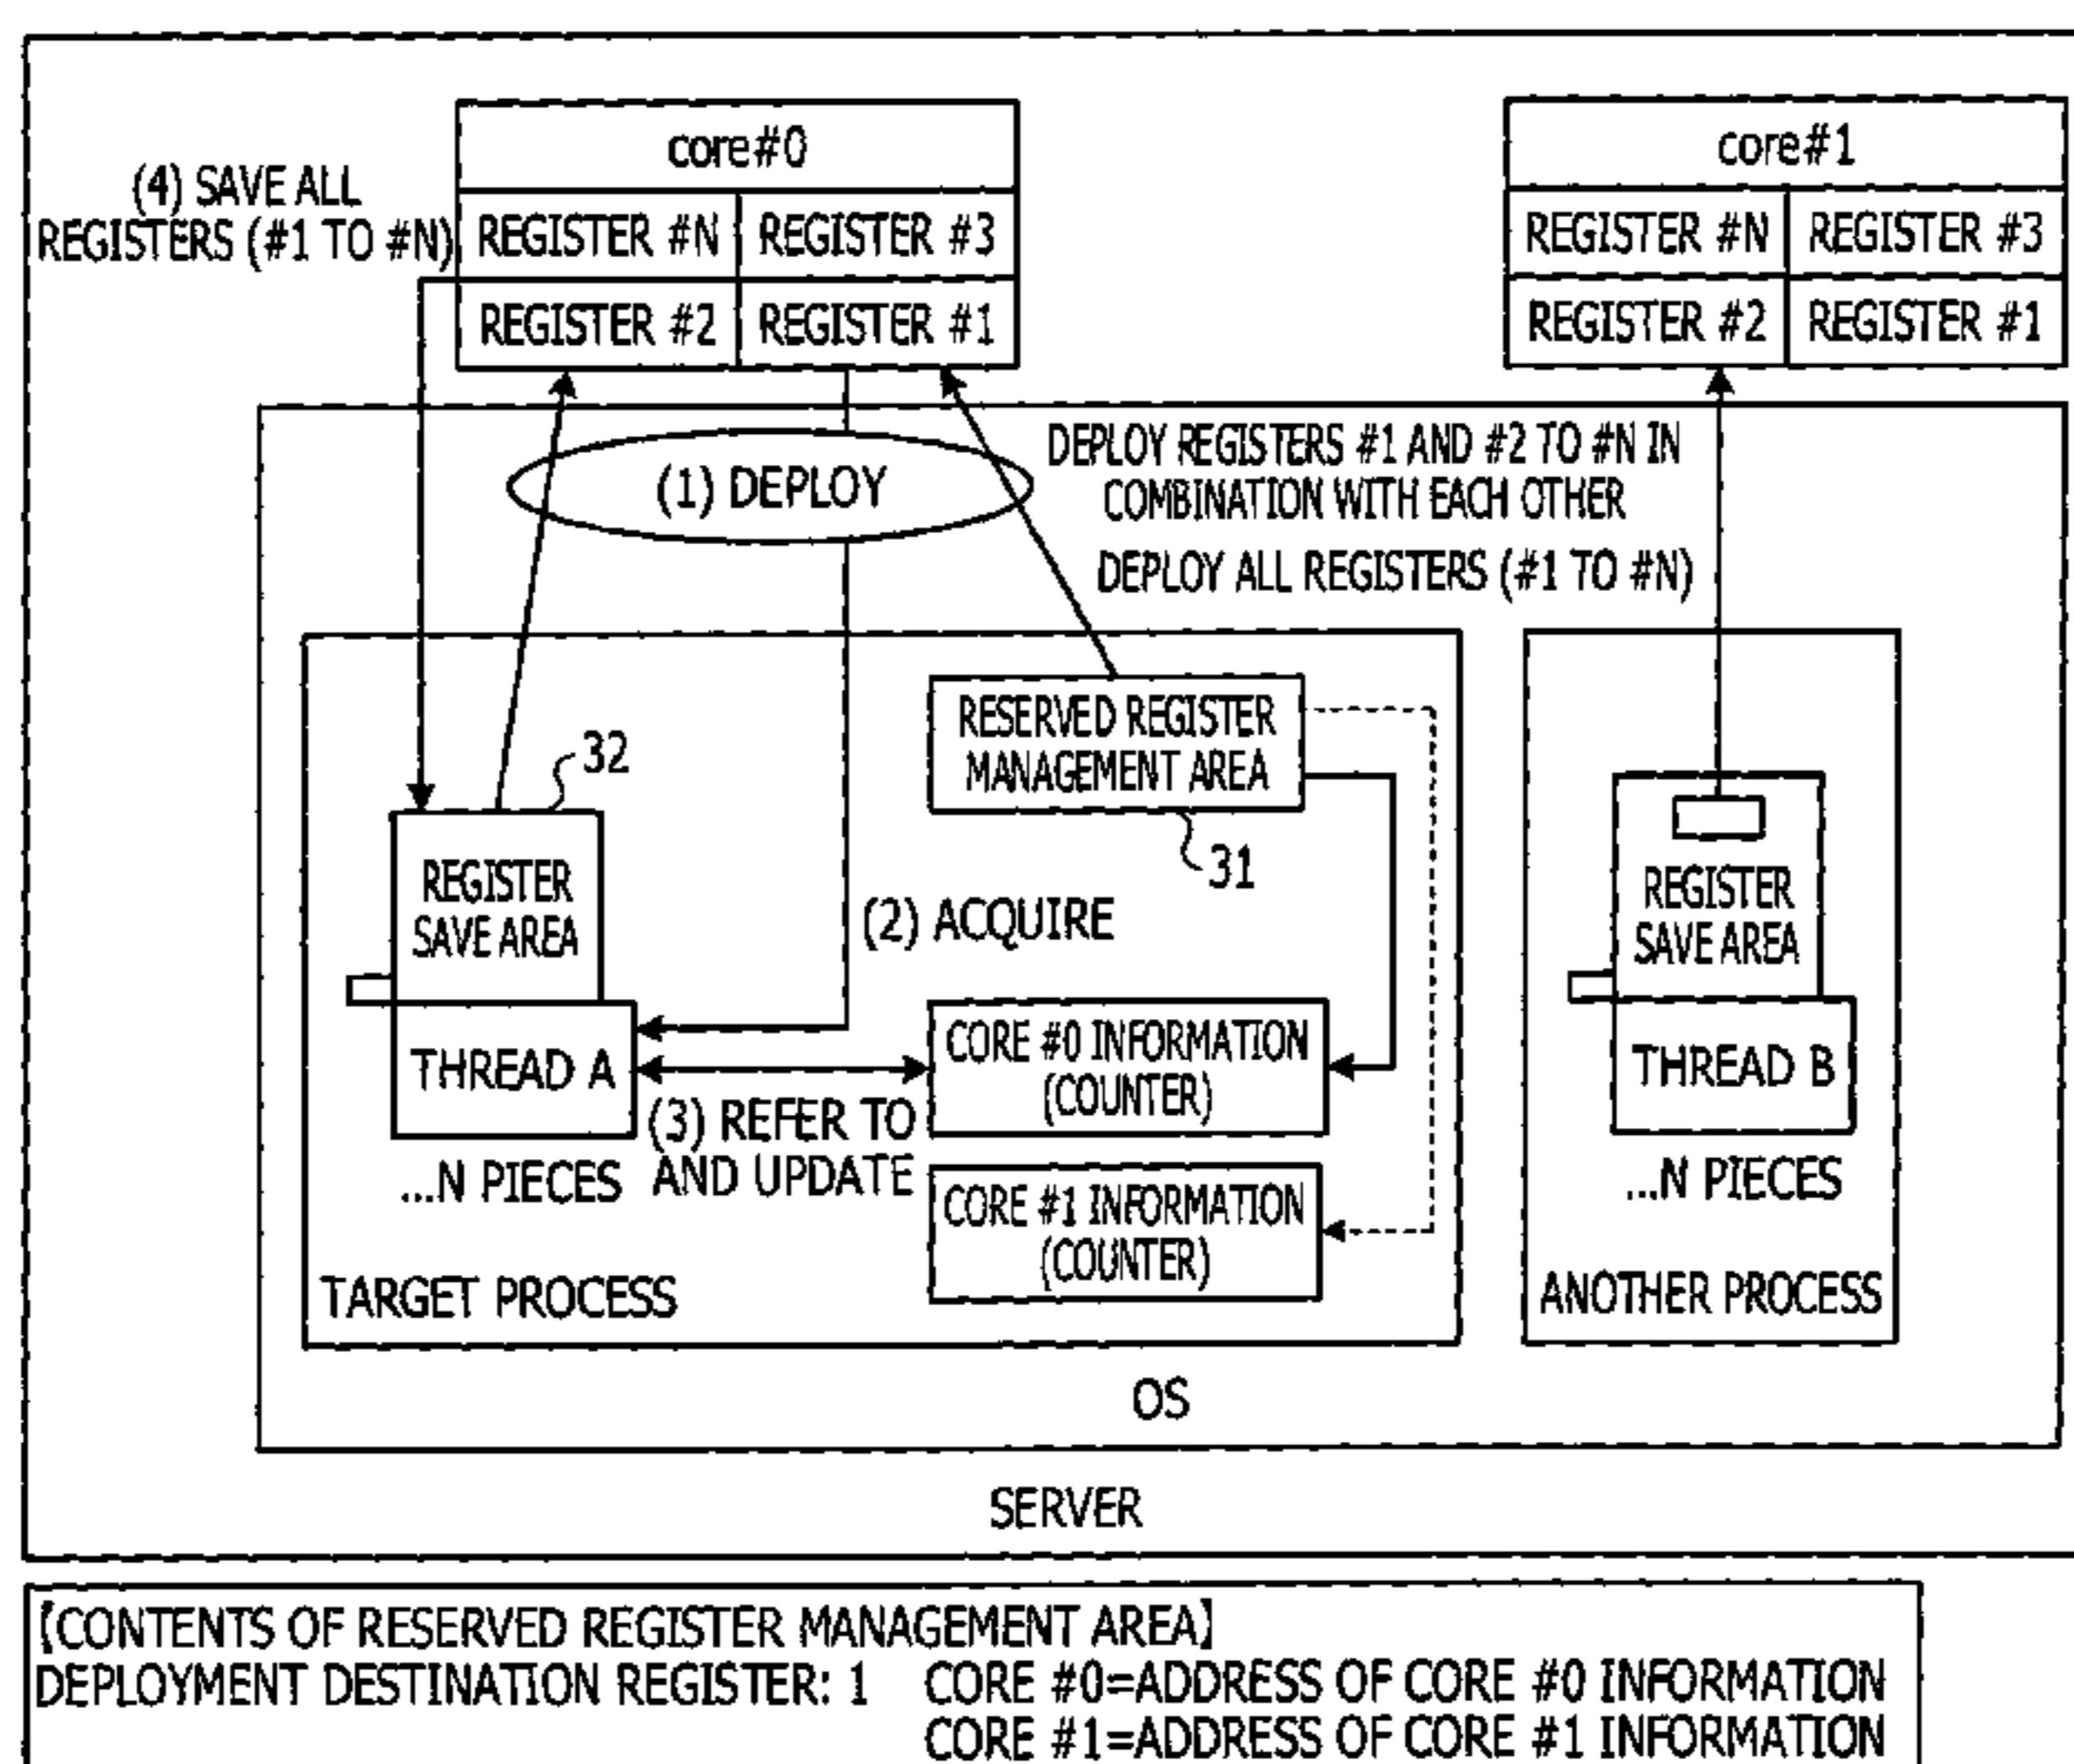 core#0
REGISTER #N REGISTER #3
REGISTER #2 REGISTER #1
core#1
REGISTER #N REGISTER #3
REGISTER #2 REGISTER #1
(4) SAVE ALL
REGISTERS (#1 TO #N)
(1) DEPLOY
DEPLOY REGISTERS #1 AND #2 TO #N IN
COMBINATION WITH EACH OTHER
DEPLOY ALL REGISTERS (#1 TO #N)
RESERVED REGISTER
MANAGEMENT AREA
31
32
REGISTER
SAVE AREA
(2) ACQUIRE
THREAD A
...N PIECES
(3) REFER TO
AND UPDATE
CORE #0 INFORMATION
(COUNTER)
CORE #1 INFORMATION
(COUNTER)
TARGET PROCESS
REGISTER
SAVE AREA
THREAD B
...N PIECES
ANOTHER PROCESS
OS
SERVER
【CONTENTS OF RESERVED REGISTER MANAGEMENT AREA】
DEPLOYMENT DESTINATION REGISTER: 1 CORE #0=ADDRESS OF CORE #0 INFORMATION
CORE #1=ADDRESS OF CORE #1 INFORMATION